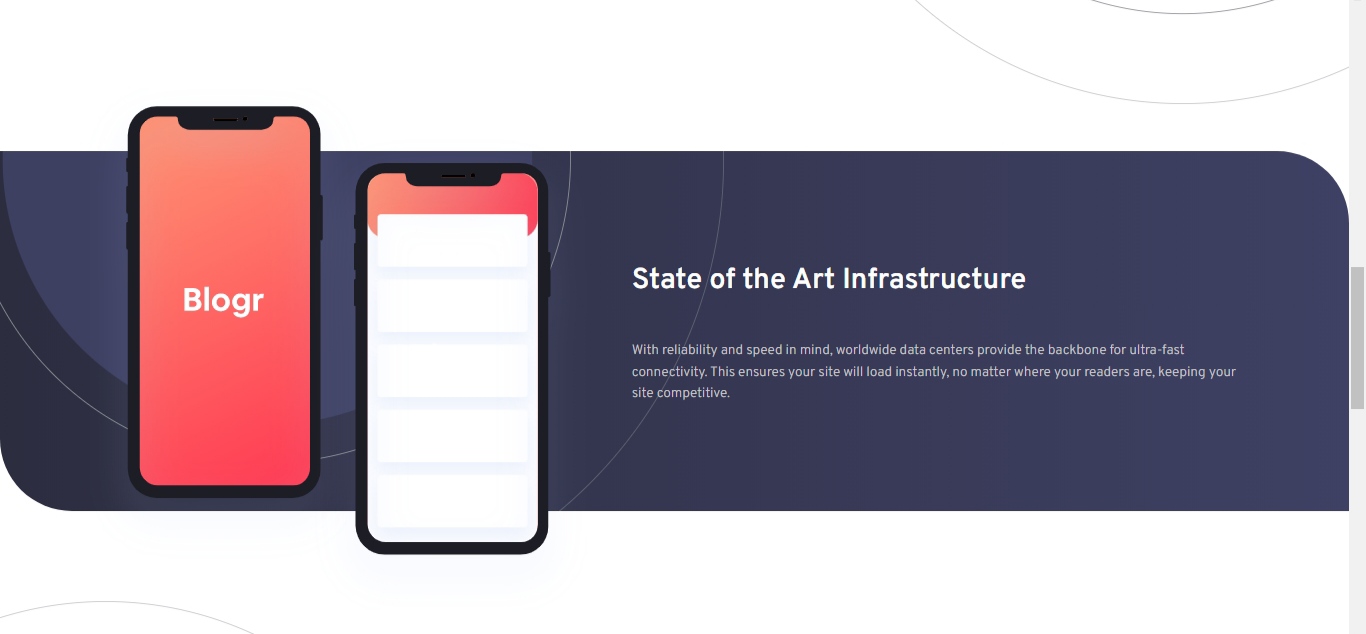 Blogr
State of the Art Infrastructure
With reliability and speed in mind, worldwide data centers provide the backbone for ultra-fast
connectivity. This ensures your site will load instantly, no matter where your readers are, keeping your
site competitive.